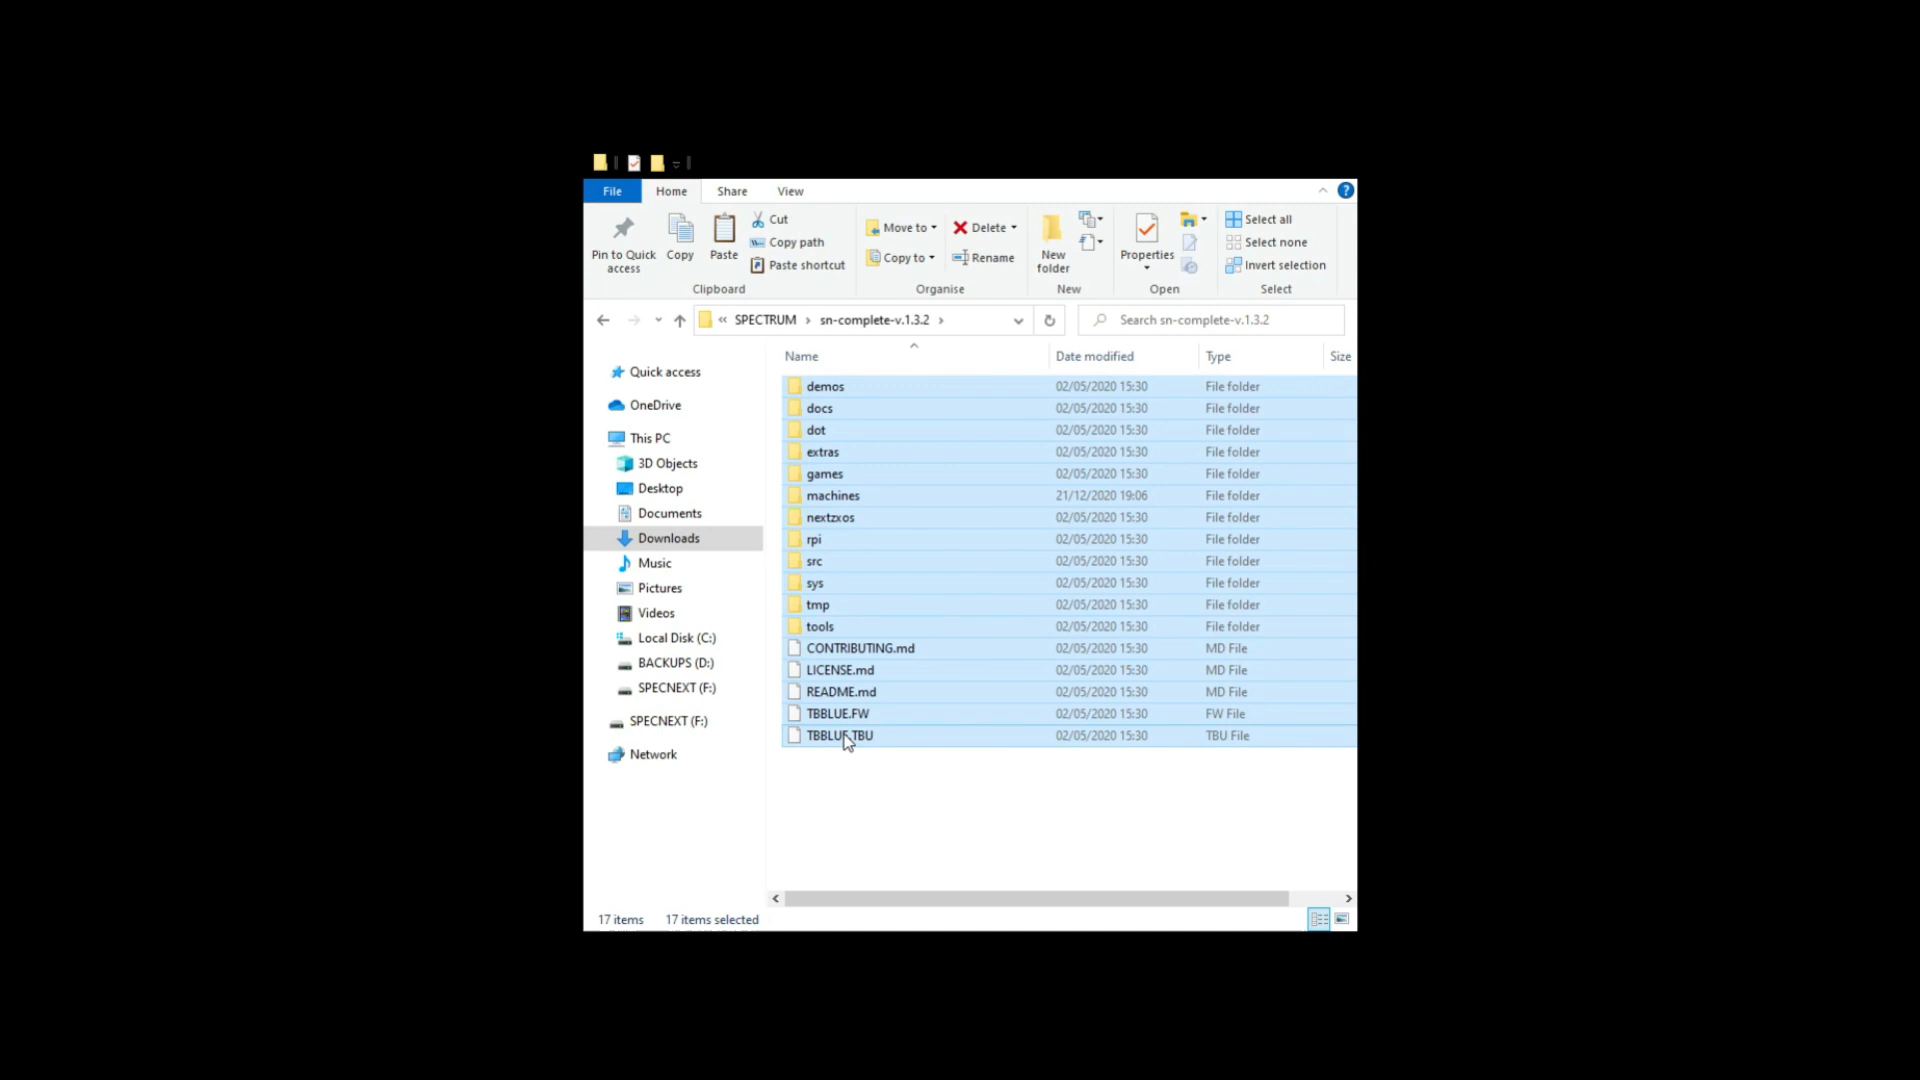 File Home Share View
Pin to Quick access
Copy
Paste
Cut
Copy path
Paste shortcut
Clipboard
Move to
Copy to
Delete
Rename
Organise
New folder
New
Properties
Open
Select all
Select none
Invert selection
Select
« SPECTRUM › sn-complete-v.1.3.2 ›
Search sn-complete-v.1.3.2
Quick access
OneDrive
This PC
3D Objects
Desktop
Documents
Downloads
Music
Pictures
Videos
Local Disk (C:)
BACKUPS (D:)
SPECNEXT (F:)
SPECNEXT (F:)
Network
Name Date modified Type Size
demos 02/05/2020 15:30 File folder
docs 02/05/2020 15:30 File folder
dot 02/05/2020 15:30 File folder
extras 02/05/2020 15:30 File folder
games 02/05/2020 15:30 File folder
machines 21/12/2020 19:06 File folder
nextzxos 02/05/2020 15:30 File folder
rpi 02/05/2020 15:30 File folder
src 02/05/2020 15:30 File folder
sys 02/05/2020 15:30 File folder
tmp 02/05/2020 15:30 File folder
tools 02/05/2020 15:30 File folder
CONTRIBUTING.md 02/05/2020 15:30 MD File
LICENSE.md 02/05/2020 15:30 MD File
README.md 02/05/2020 15:30 MD File
TBBLUE.FW 02/05/2020 15:30 FW File
TBBLUE.TBU 02/05/2020 15:30 TBU File
17 items 17 items selected